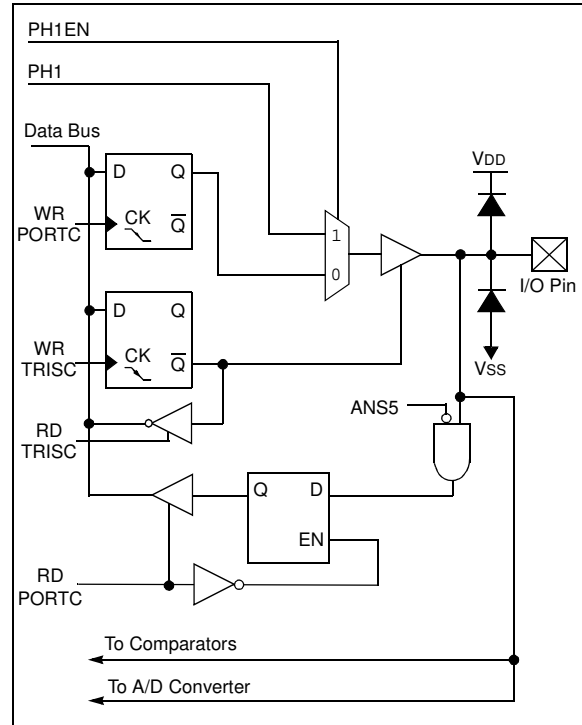 PH1EN
PH1
Data Bus
VDD
D Q
WR
PORTC
CK
Q
1
0
I/O Pin
D Q
WR
TRISC
CK
Q
VSS
ANS5
RD
TRISC
Q D
EN
RD
PORTC
To Comparators
To A/D Converter